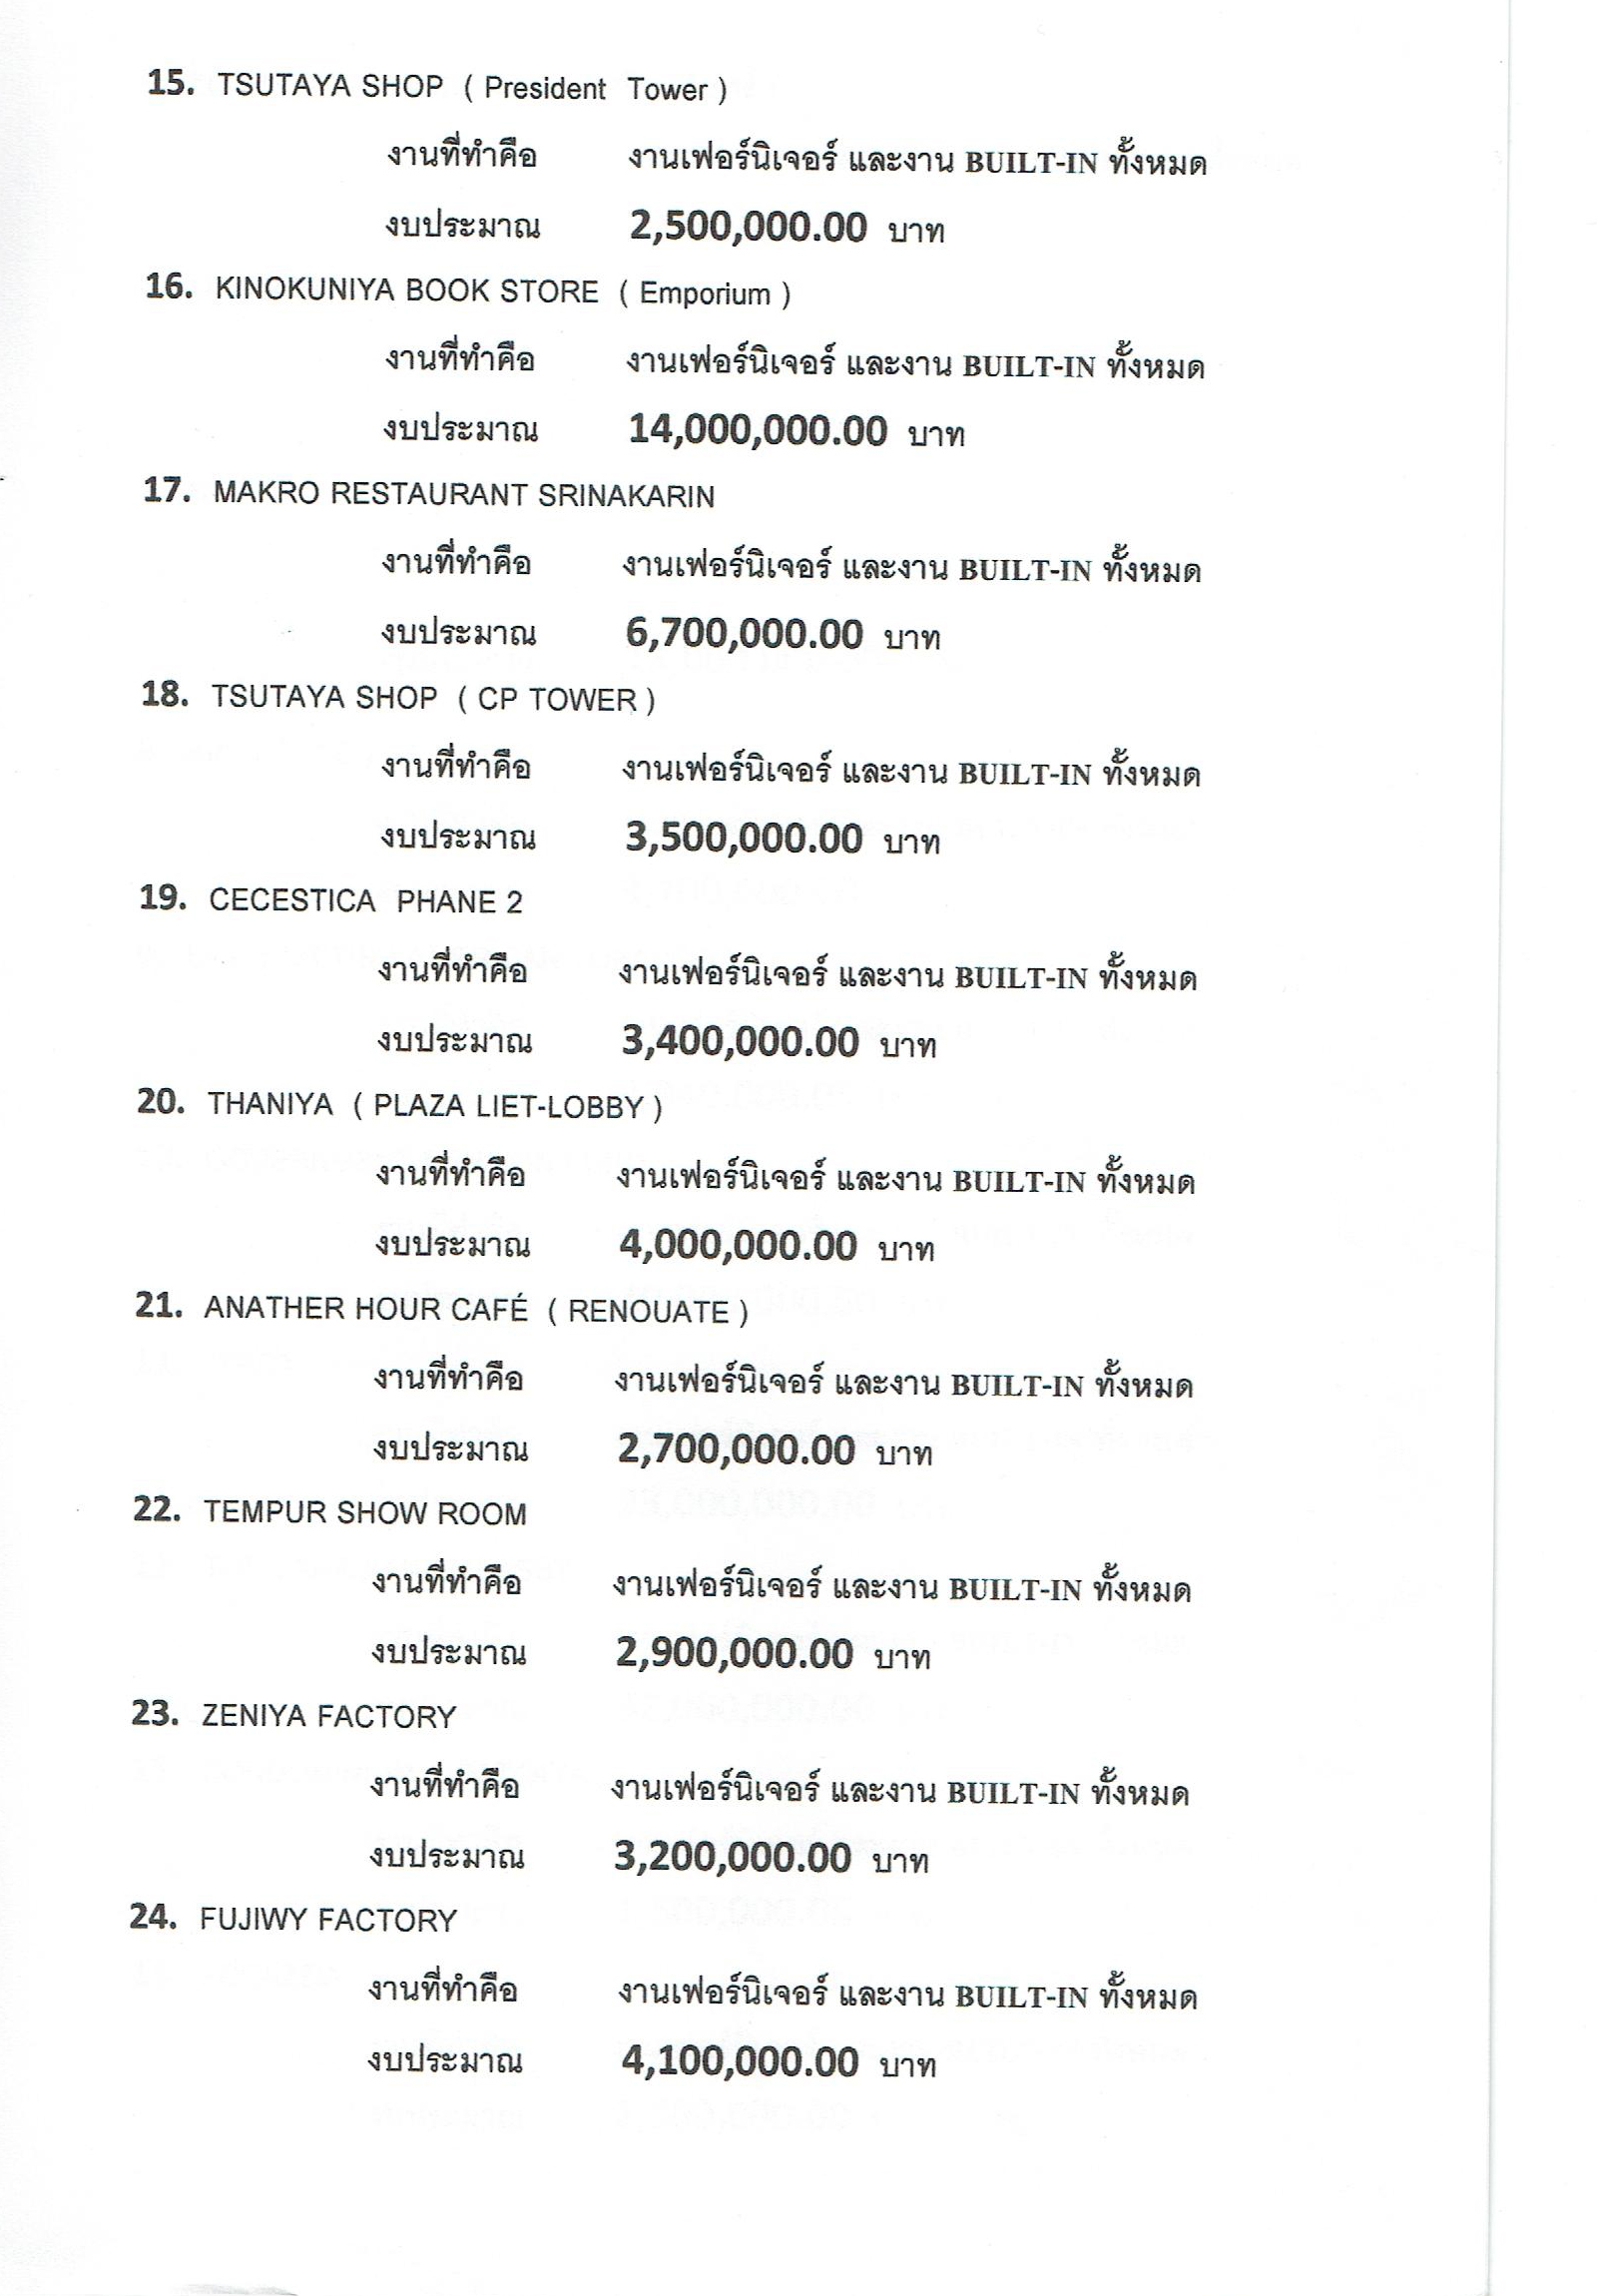 15. TSUTAYA SHOP ( President Tower )
งานที่ทำคือ งานเฟอร์นิเจอร์ และงาน BUILT-IN ทั้งหมด
งบประมาณ 2,500,000.00 บาท
16. KINOKUNIYA BOOK STORE ( Emporium )
งานที่ทำคือ งานเฟอร์นิเจอร์ และงาน BUILT-IN ทั้งหมด
งบประมาณ 14,000,000.00 บาท
17. MAKRO RESTAURANT SRINAKARIN
งานที่ทำคือ งานเฟอร์นิเจอร์ และงาน BUILT-IN ทั้งหมด
งบประมาณ 6,700,000.00 บาท
18. TSUTAYA SHOP ( CP TOWER )
งานที่ทำคือ งานเฟอร์นิเจอร์ และงาน BUILT-IN ทั้งหมด
งบประมาณ 3,500,000.00 บาท
19. CECESTICA PHANE 2
งานที่ทำคือ งานเฟอร์นิเจอร์ และงาน BUILT-IN ทั้งหมด
งบประมาณ 3,400,000.00 บาท
20. THANIYA ( PLAZA LIET-LOBBY )
งานที่ทำคือ งานเฟอร์นิเจอร์ และงาน BUILT-IN ทั้งหมด
งบประมาณ 4,000,000.00 บาท
21. ANATHER HOUR CAFÉ ( RENOUATE )
งานที่ทำคือ งานเฟอร์นิเจอร์ และงาน BUILT-IN ทั้งหมด
งบประมาณ 2,700,000.00 บาท
22. TEMPUR SHOW ROOM
งานที่ทำคือ งานเฟอร์นิเจอร์ และงาน BUILT-IN ทั้งหมด
งบประมาณ 2,900,000.00 บาท
23. ZENIYA FACTORY
งานที่ทำคือ งานเฟอร์นิเจอร์ และงาน BUILT-IN ทั้งหมด
งบประมาณ 3,200,000.00 บาท
24. FUJIWY FACTORY
งานที่ทำคือ งานเฟอร์นิเจอร์ และงาน BUILT-IN ทั้งหมด
งบประมาณ 4,100,000.00 บาท